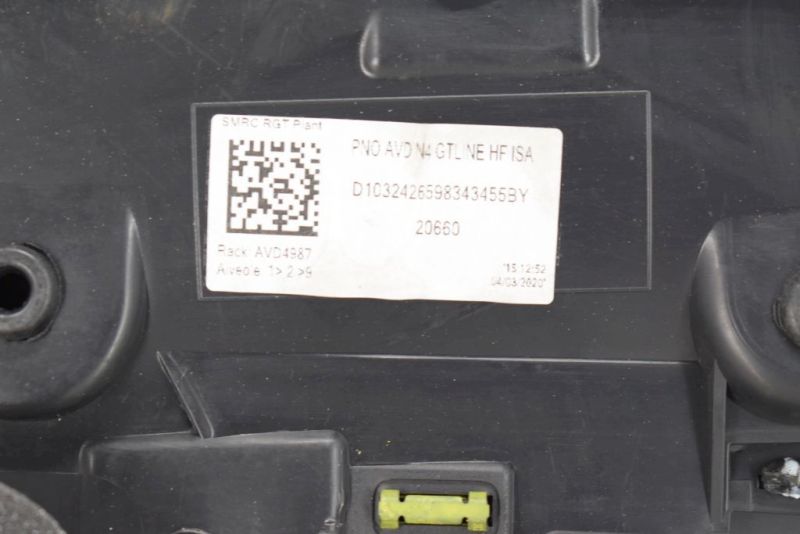 SMRC RGT Plant
PNO AVD N4 GTLINE HF ISA
D1032426598343455BY
20660
Rack: AVD4987
Alveole: 1> 2 >9
"15:12:52
04/03/2020"